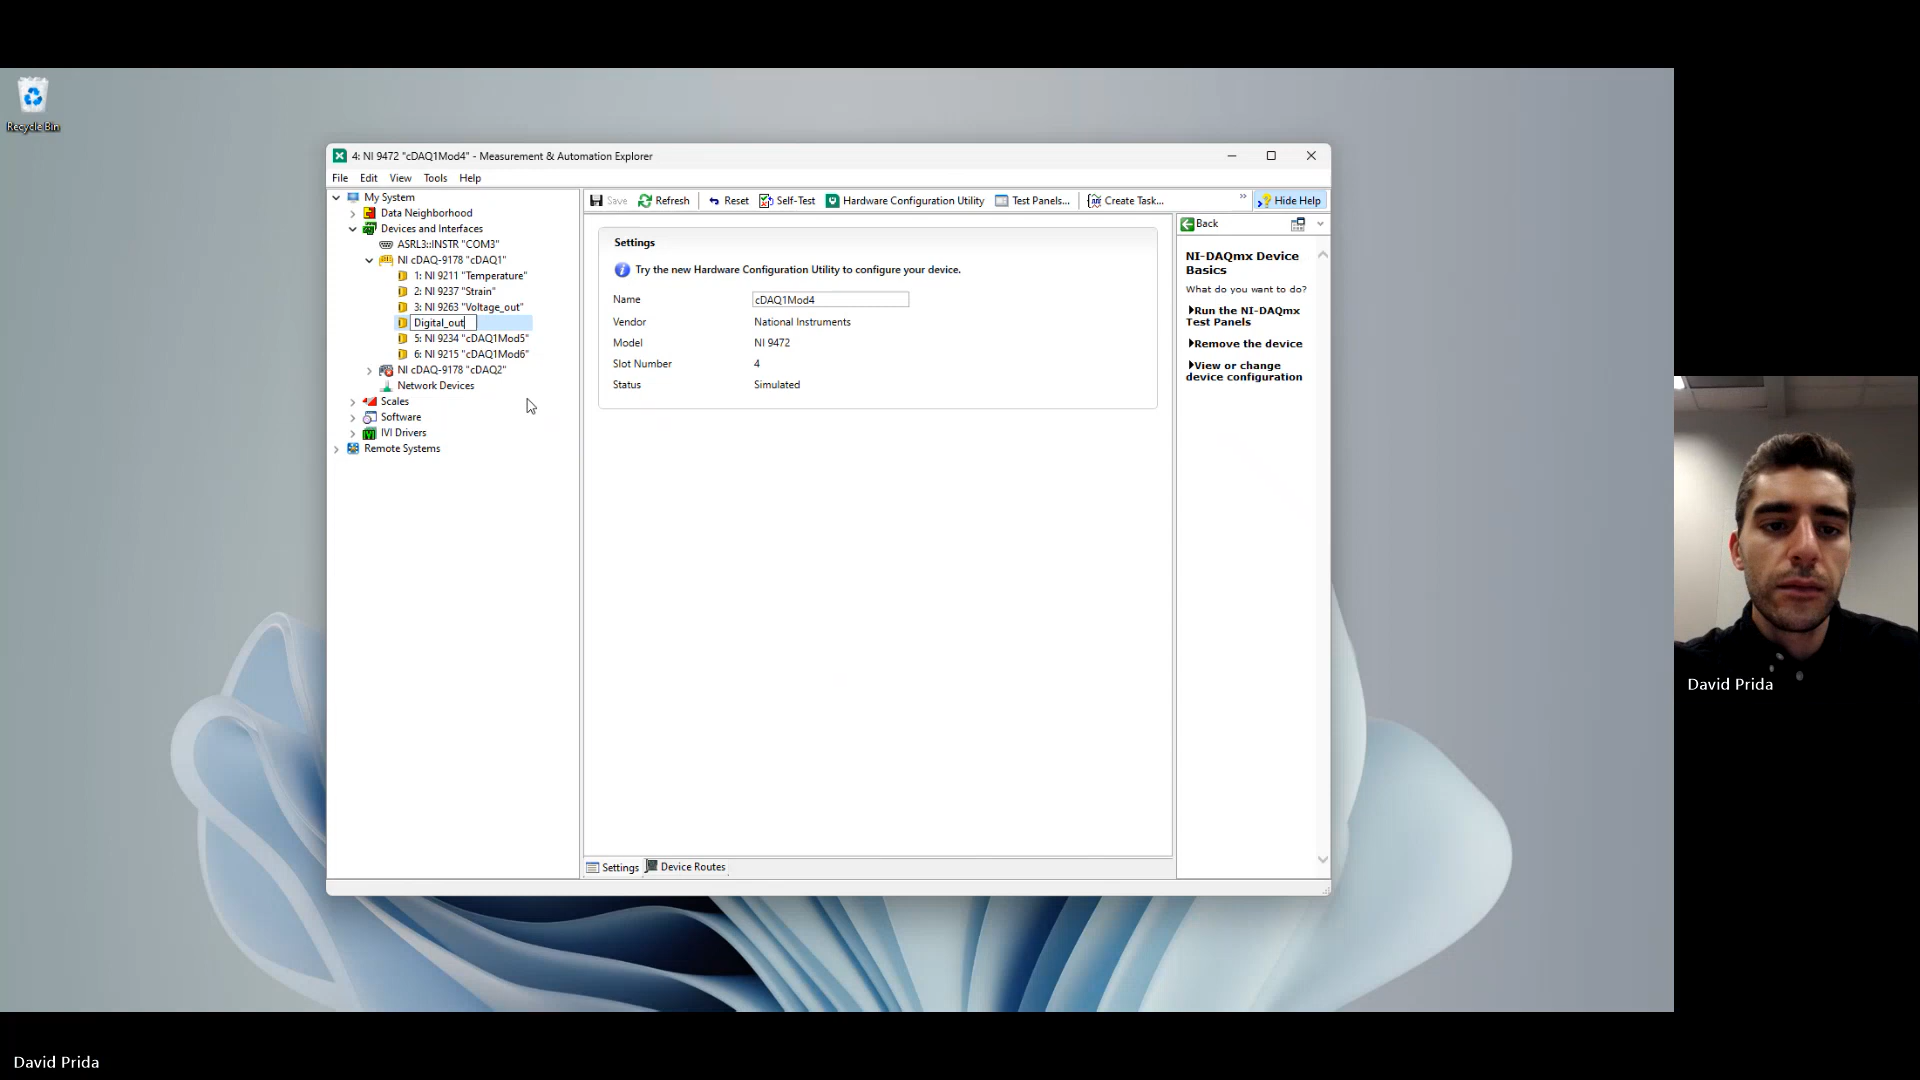 Recycle Bin
4: NI 9472 "cDAQ1Mod4" - Measurement & Automation Explorer
File Edit View Tools Help
My System
Data Neighborhood
Devices and Interfaces
ASRL3::INSTR "COM3"
NI cDAQ-9178 "cDAQ1"
1: NI 9211 "Temperature"
2: NI 9237 "Strain"
3: NI 9263 "Voltage_out"
Digital_out
5: NI 9234 "cDAQ1Mod5"
6: NI 9215 "cDAQ1Mod6"
NI cDAQ-9178 "cDAQ2"
Network Devices
Scales
Software
IVI Drivers
Remote Systems
Save Refresh Reset Self-Test Hardware Configuration Utility Test Panels... Create Task... » Hide Help
Settings
Try the new Hardware Configuration Utility to configure your device.
Name cDAQ1Mod4
Vendor National Instruments
Model NI 9472
Slot Number 4
Status Simulated
Settings Device Routes
Back
NI-DAQmx Device
Basics
What do you want to do?
Run the NI-DAQmx
Test Panels
Remove the device
View or change
device configuration
David Prida
David Prida